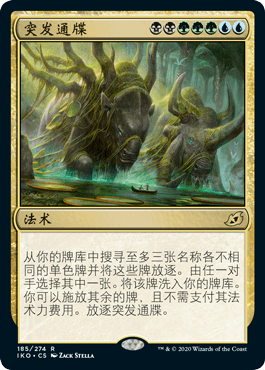 突发通牒
法术
从你的牌库中搜寻至多三张名称各不相
同的单色牌并将这些牌放逐。由任一对
手选择其中一张。将该牌洗入你的牌库。
你可以施放其余的牌，且不需支付其法
术力费用。放逐突发通牒。
185/274 R
IKO • CS ZACK STELLA
™ & © 2020 Wizards of the Coast